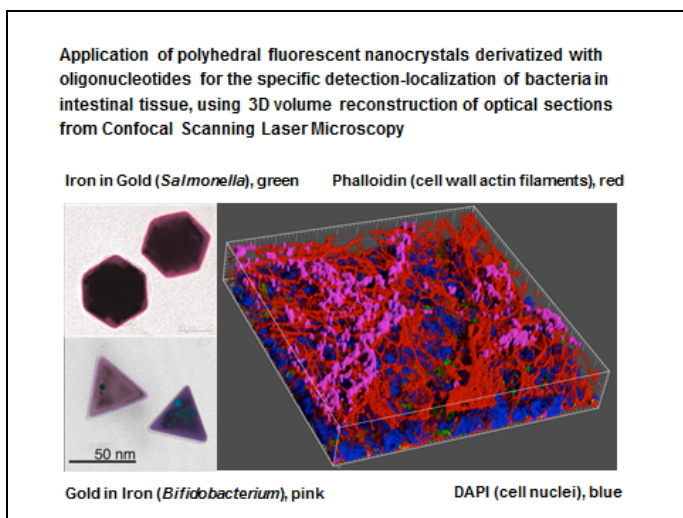 Application of polyhedral fluorescent nanocrystals derivatized with
oligonucleotides for the specific detection-localization of bacteria in
intestinal tissue, using 3D volume reconstruction of optical sections
from Confocal Scanning Laser Microscopy
Iron in Gold (Salmonella), green
Phalloidin (cell wall actin filaments), red
50 nm
Gold in Iron (Bifidobacterium), pink
DAPI (cell nuclei), blue